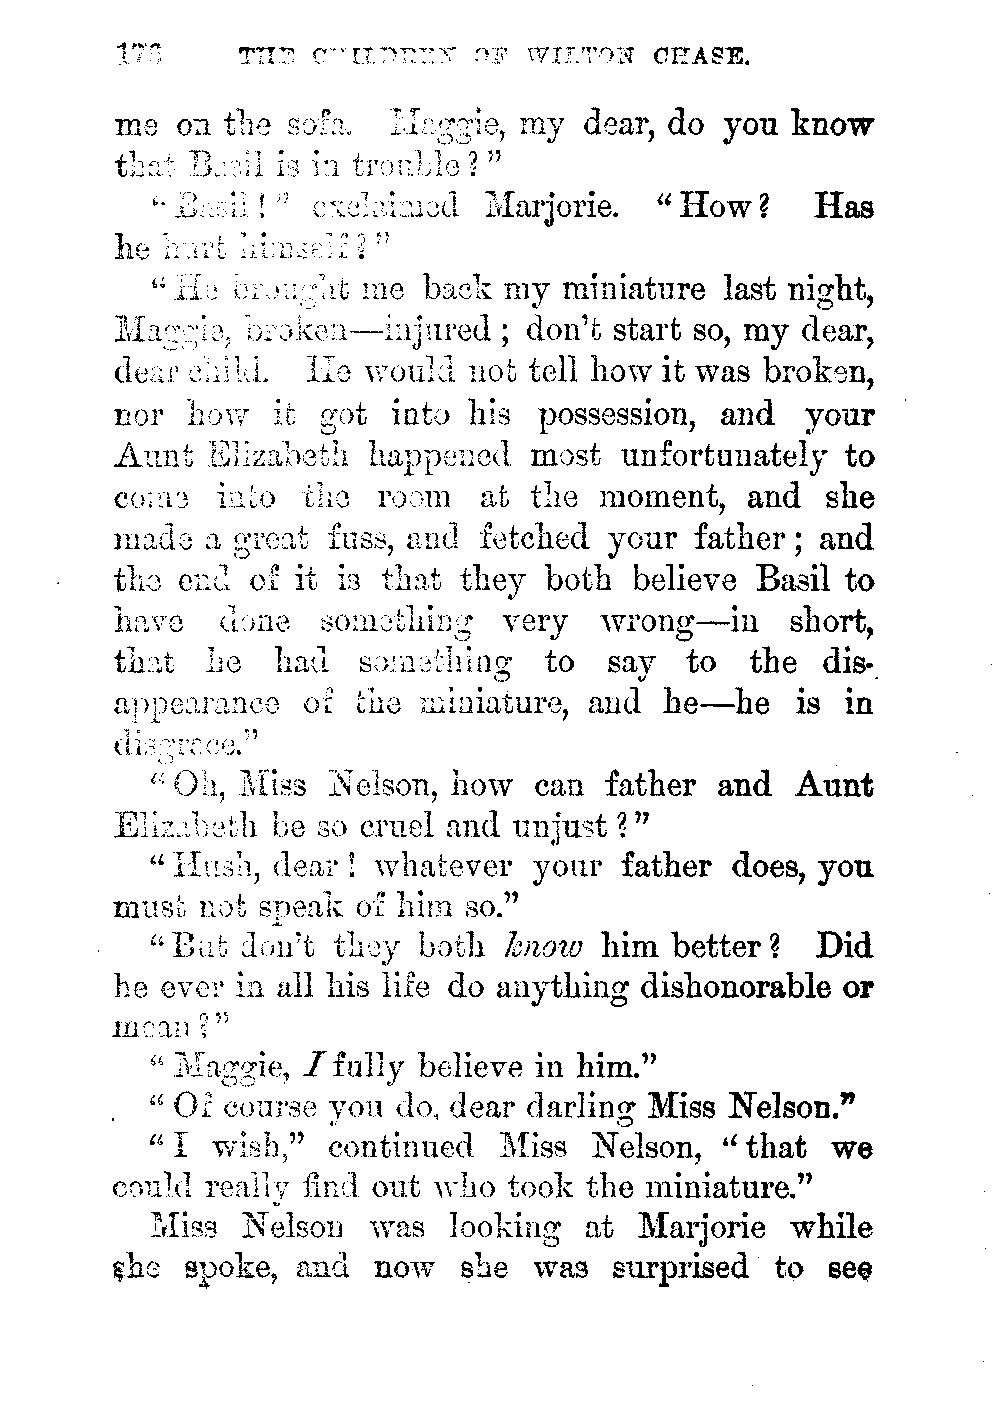 176 THE CHILDREN OF WILTON CHASE.
me on the sofa. Maggie, my dear, do you know
that Basil is in trouble?”
“Basil!” exclaimed Marjorie. “How? Has
he hurt himself?”
“He brought me back my miniature last night,
Maggie, broken—injured; don’t start so, my dear,
dear child. He would not tell how it was broken,
nor how it got into his possession, and your
Aunt Elizabeth happened most unfortunately to
come into the room at the moment, and she
made a great fuss, and fetched your father; and
the end of it is that they both believe Basil to
have done something very wrong—in short,
that he had something to say to the dis-
appearance of the miniature, and he—he is in
disgrace.”
“Oh, Miss Nelson, how can father and Aunt
Elizabeth be so cruel and unjust?”
“Hush, dear! whatever your father does, you
must not speak of him so.”
“But don’t they both know him better? Did
he ever in all his life do anything dishonorable or
mean?”
“Maggie, I fully believe in him.”
“Of course you do, dear darling Miss Nelson.”
“I wish,” continued Miss Nelson, “that we
could really find out who took the miniature.”
Miss Nelson was looking at Marjorie while
she spoke, and now she was surprised to see